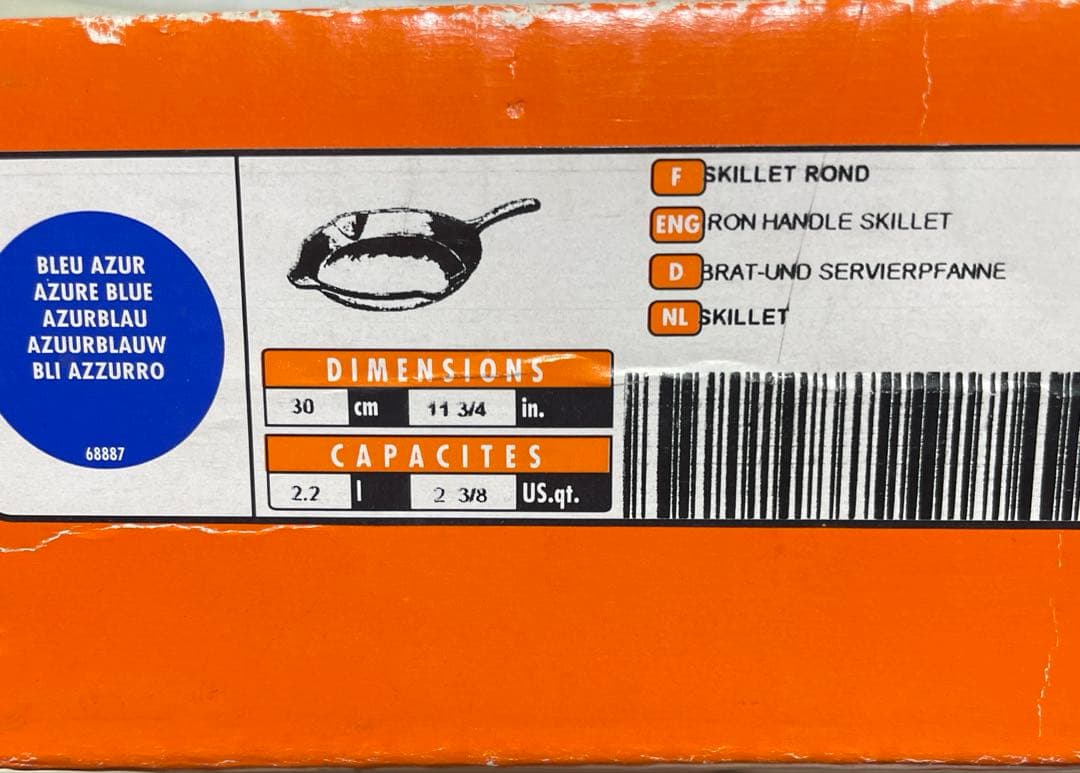 BLEU AZUR
AZURE BLUE
AZURBLAU
AZUURBLAUW
BLI AZZURRO
68887
F SKILLET ROND
ENG RON HANDLE SKILLET
D BRAT-UND SERVIERPFANNE
NL SKILLET
DIMENSIONS
30 cm 11 3/4 in.
CAPACITES
2.2 l 2 3/8 US.qt.